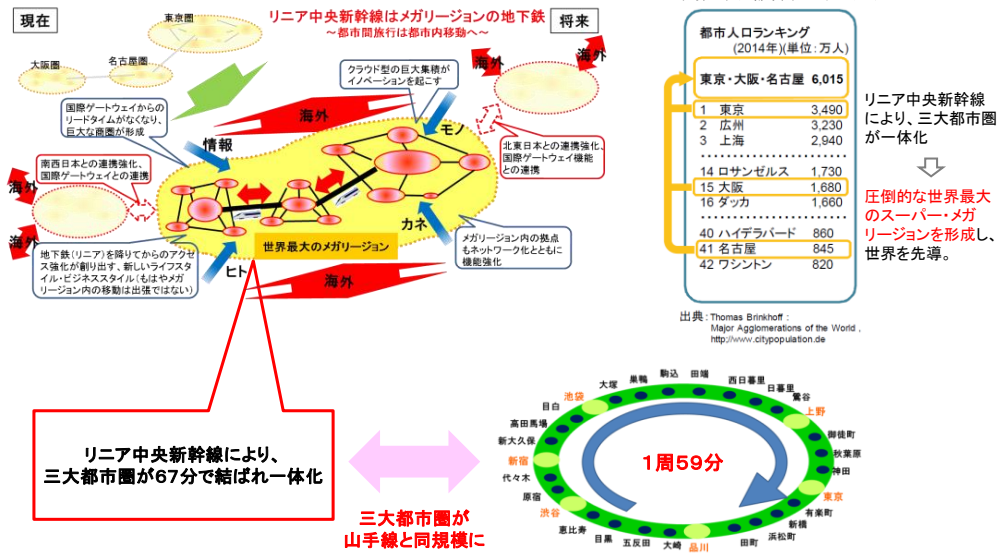 現在
リニア中央新幹線はメガリージョンの地下鉄
～都市間旅行は都市内移動へ～
将来
東京圏
名古屋圏
大阪圏
国際ゲートウェイからの
リードタイムがなくなり、
巨大な商圏が形成
クラウド型の巨大集積が
イノベーションを起こす
海外
海外
海外
情報
モノ
北東日本との連携強化、
国際ゲートウェイ機能
との連携
南西日本との連携強化、
国際ゲートウェイとの連携
海外
海外
カネ
ヒト
世界最大のメガリージョン
地下鉄(リニア)を降りてからのアクセ
ス強化が創り出す、新しいライフスタ
イル・ビジネススタイル(もはやメガ
リージョン内の移動は出張ではない)
メガリージョン内の拠点
もネットワーク化とともに
機能強化
海外
都市人口ランキング
(2014年)(単位:万人)
東京・大阪・名古屋 6,015
1 東京 3,490
2 広州 3,230
3 上海 2,940
14 ロサンゼルス 1,730
15 大阪 1,680
16 ダッカ 1,660
40 ハイデラバード 860
41 名古屋 845
42 ワシントン 820
出典:Thomas Brinkhoff :
Major Agglomerations of the World ,
http://www.citypopulation.de
リニア中央新幹線
により、三大都市圏
が一体化
圧倒的な世界最大
のスーパー・メガ
リージョンを形成し、
世界を先導。
リニア中央新幹線により、
三大都市圏が67分で結ばれ一体化
三大都市圏が
山手線と同規模に
1周59分
池袋
大塚
巣鴨
駒込
田端
西日暮里
日暮里
鶯谷
上野
御徒町
秋葉原
神田
東京
有楽町
新橋
浜松町
田町
品川
大崎
五反田
目黒
恵比寿
渋谷
原宿
代々木
新宿
新大久保
高田馬場
目白